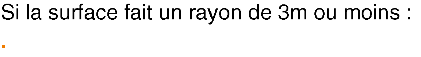 Si la surface fait un rayon de 3m ou moins :
.